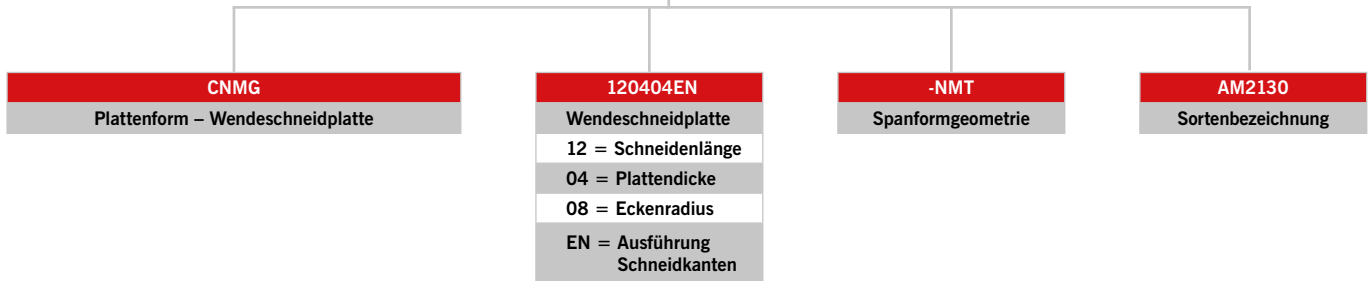 CNMG
Plattenform – Wendeschneidplatte
120404EN
Wendeschneidplatte
12 = Schneidenlänge
04 = Plattendicke
08 = Eckenradius
EN = Ausführung
Schneidkanten
-NMT
Spanformgeometrie
AM2130
Sortenbezeichnung